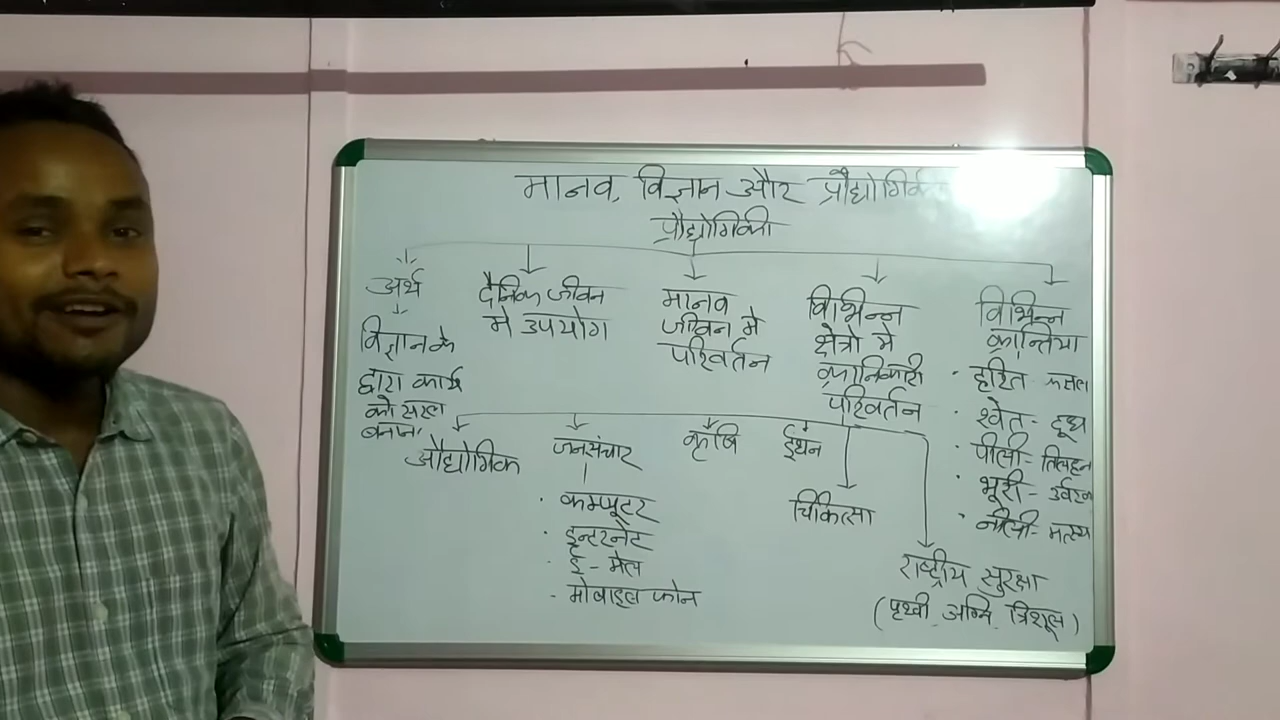 मानव, विज्ञान और प्रौद्योगिकी
प्रौद्योगिकी
अर्थ
विज्ञान के
द्वारा कार्य
को सरल
बनाना
दैनिक जीवन
मे उपयोग
मानव
जीवन मे
परिवर्तन
विभिन्न
क्षेत्रो मे
क्रान्तिकारी
परिवर्तन
विभिन्न
क्रान्तिया
· हरित फसल
· श्वेत - दूध
· पीली - तिलहन
· भूरी - उर्वरक
· नीली - मत्स्य
औद्योगिक
जनसंचार
· कम्प्यूटर
· इन्टरनेट
· ई - मेल
- मोबाइल फोन
कृषि
ईंधन
चिकित्सा
राष्ट्रीय सुरक्षा
(पृथ्वी, अग्नि, त्रिशूल)